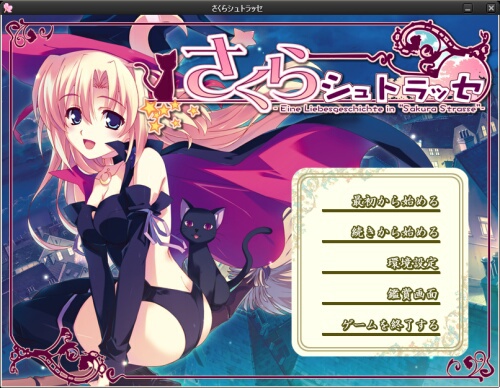 さくらシュトラッセ
さくら
シュトラッセ
- Eine Liebesgeschichte in "Sakura Strasse" -
最初から始める
続きから始める
環境設定
鑑賞画面
ゲームを終了する